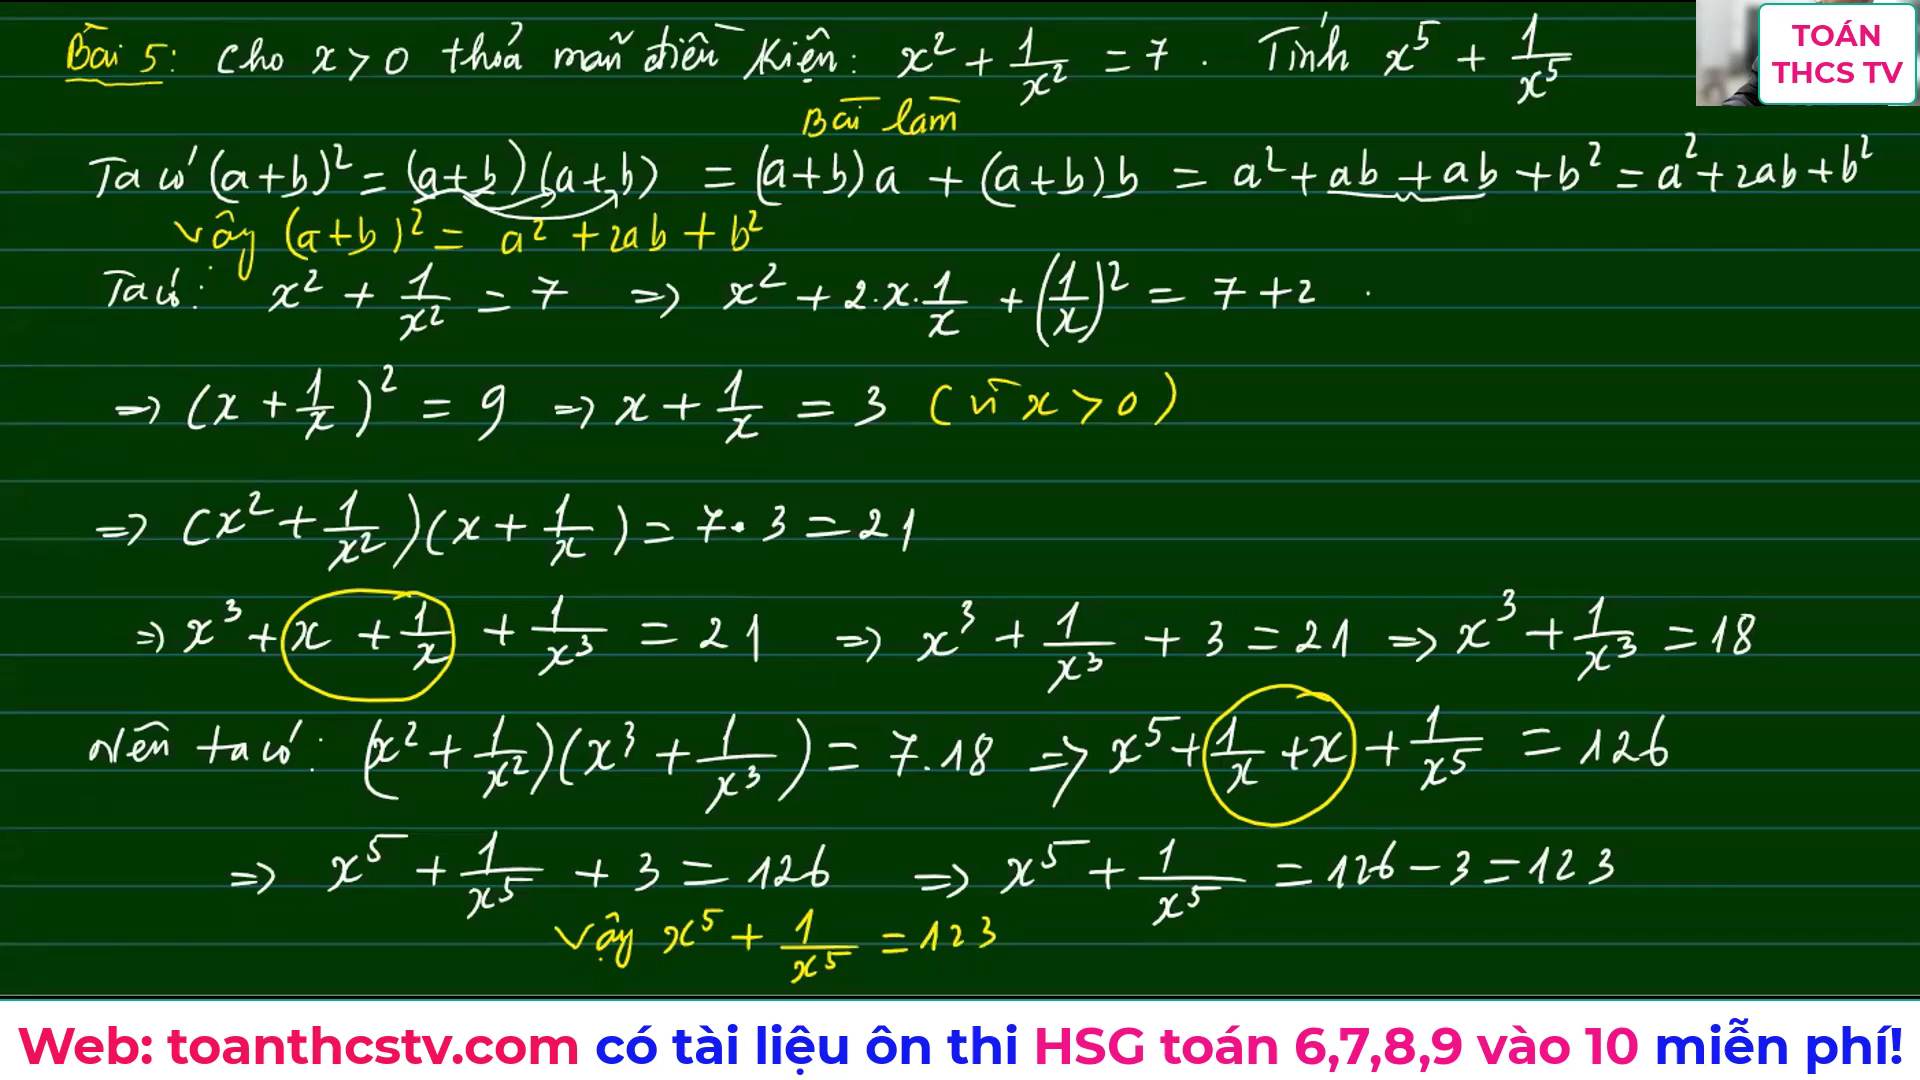 Bài 5: Cho x > 0 thoả mãn điều kiện: x² + 1/x² = 7. Tính x⁵ + 1/x⁵
TOÁN
THCS TV
Bài làm
Ta có (a+b)² = (a+b)(a+b) = (a+b)a + (a+b)b = a² + ab + ab + b² = a² + 2ab + b²
Vậy (a+b)² = a² + 2ab + b²
Ta có: x² + 1/x² = 7 => x² + 2.x.1/x + (1/x)² = 7+2
=> (x + 1/x)² = 9 => x + 1/x = 3 (vì x > 0)
=> (x² + 1/x²)(x + 1/x) = 7.3 = 21
=> x³ + x + 1/x + 1/x³ = 21 => x³ + 1/x³ + 3 = 21 => x³ + 1/x³ = 18
Nên ta có: (x² + 1/x²)(x³ + 1/x³) = 7.18 => x⁵ + 1/x + x + 1/x⁵ = 126
=> x⁵ + 1/x⁵ + 3 = 126 => x⁵ + 1/x⁵ = 126 - 3 = 123
Vậy x⁵ + 1/x⁵ = 123
Web: toanthcstv.com có tài liệu ôn thi HSG toán 6,7,8,9 vào 10 miễn phí!